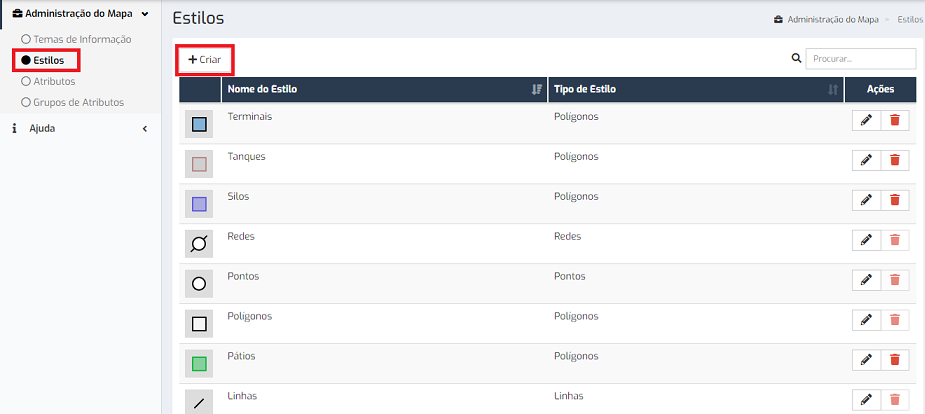 Administração do Mapa
Temas de Informação
Estilos
Atributos
Grupos de Atributos
Ajuda
Estilos
Administração do Mapa Estilos
Criar
Procurar...
Nome do Estilo Tipo de Estilo Ações
Terminais Polígonos
Tanques Polígonos
Silos Polígonos
Redes Redes
Pontos Pontos
Polígonos Polígonos
Pátios Polígonos
Linhas Linhas